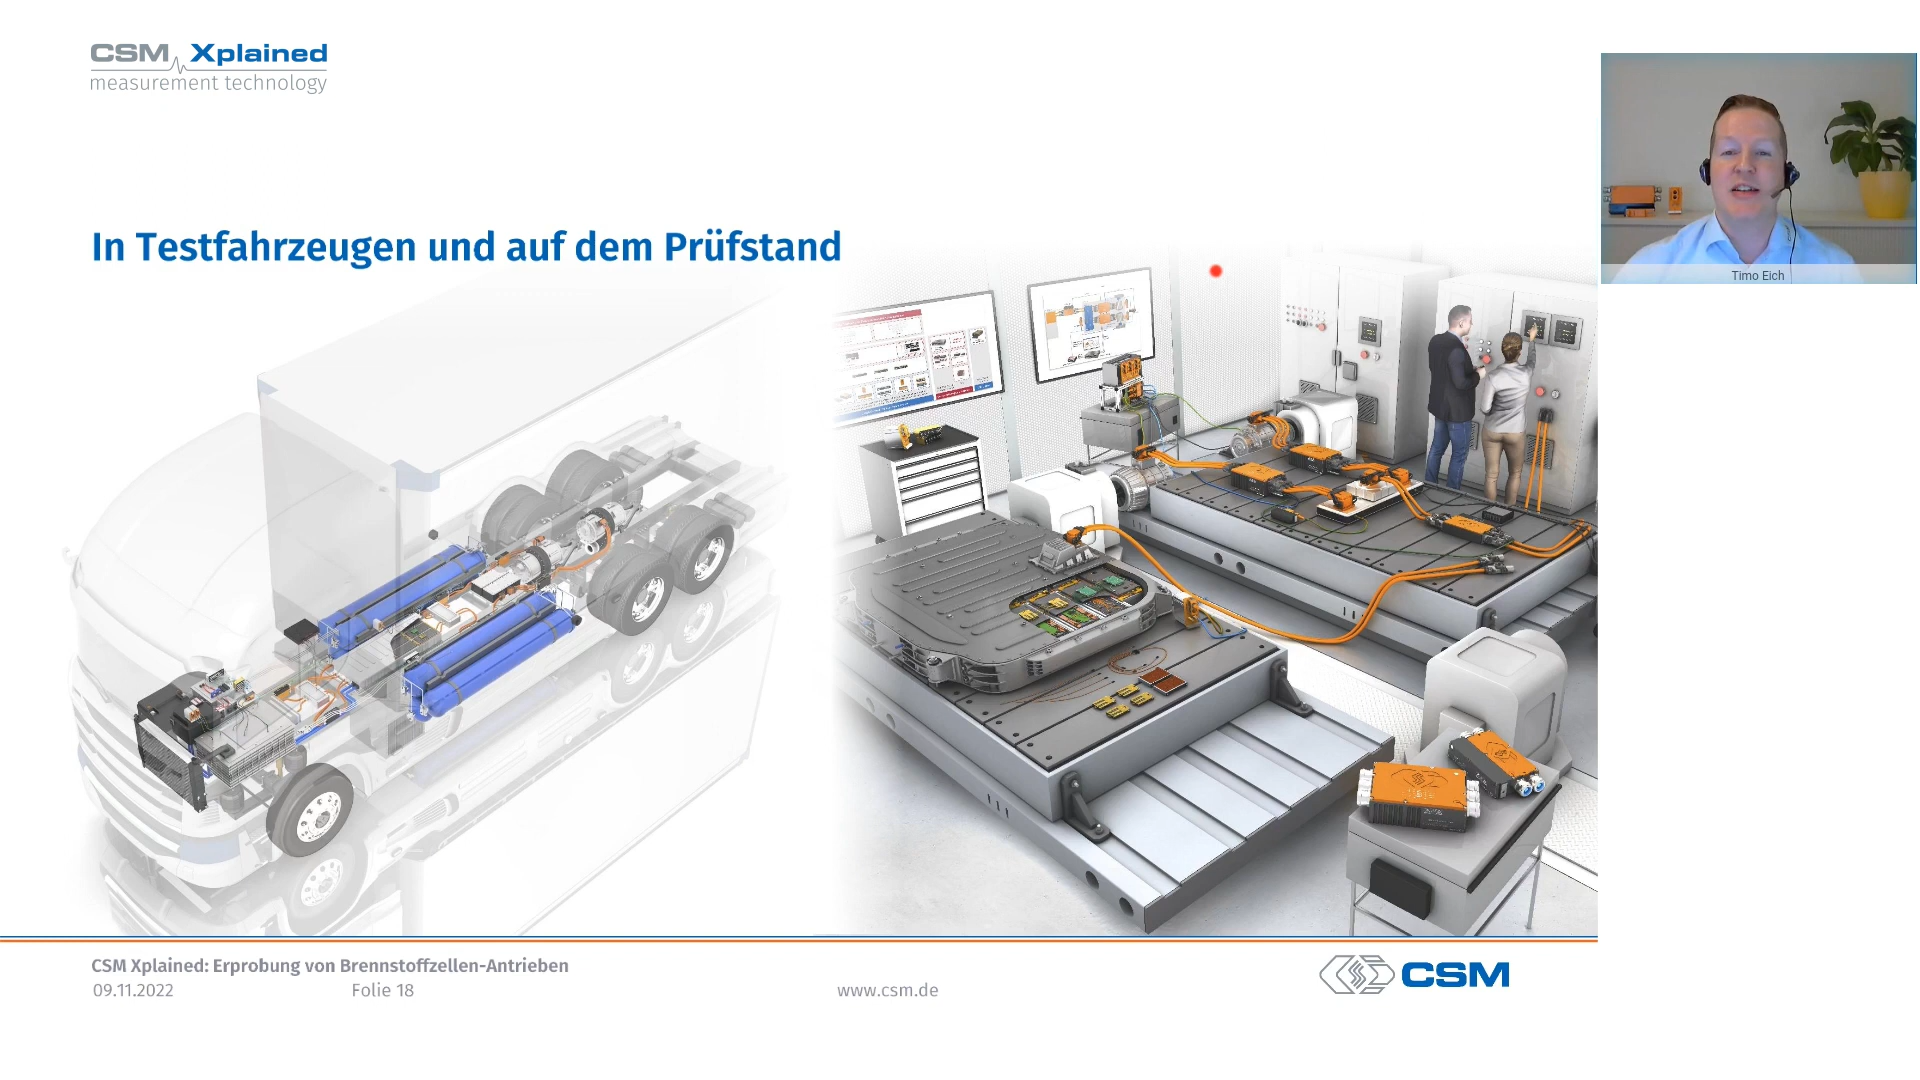 CSM Xplained
measurement technology
Timo Eich
In Testfahrzeugen und auf dem Prüfstand
CSM Xplained: Erprobung von Brennstoffzellen-Antrieben
09.11.2022
Folie 18
www.csm.de
CSM